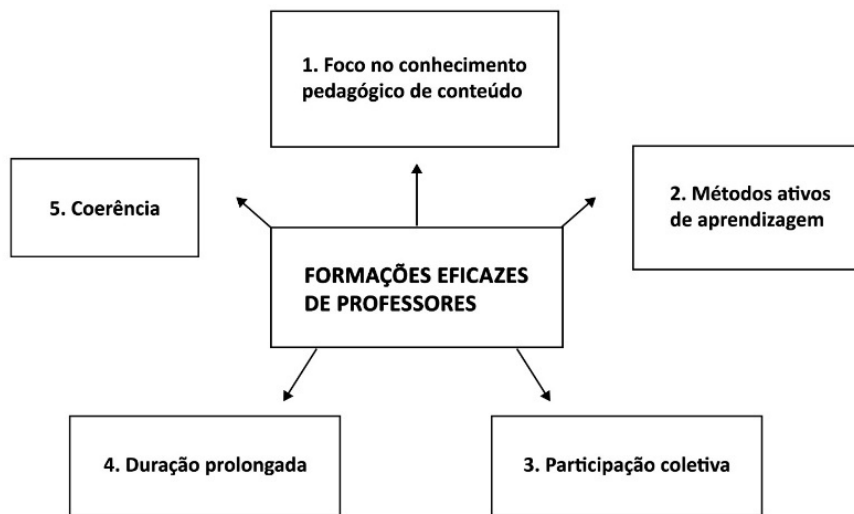 1. Foco no conhecimento
pedagógico de conteúdo
5. Coerência
2. Métodos ativos
de aprendizagem
FORMAÇÕES EFICAZES
DE PROFESSORES
4. Duração prolongada
3. Participação coletiva